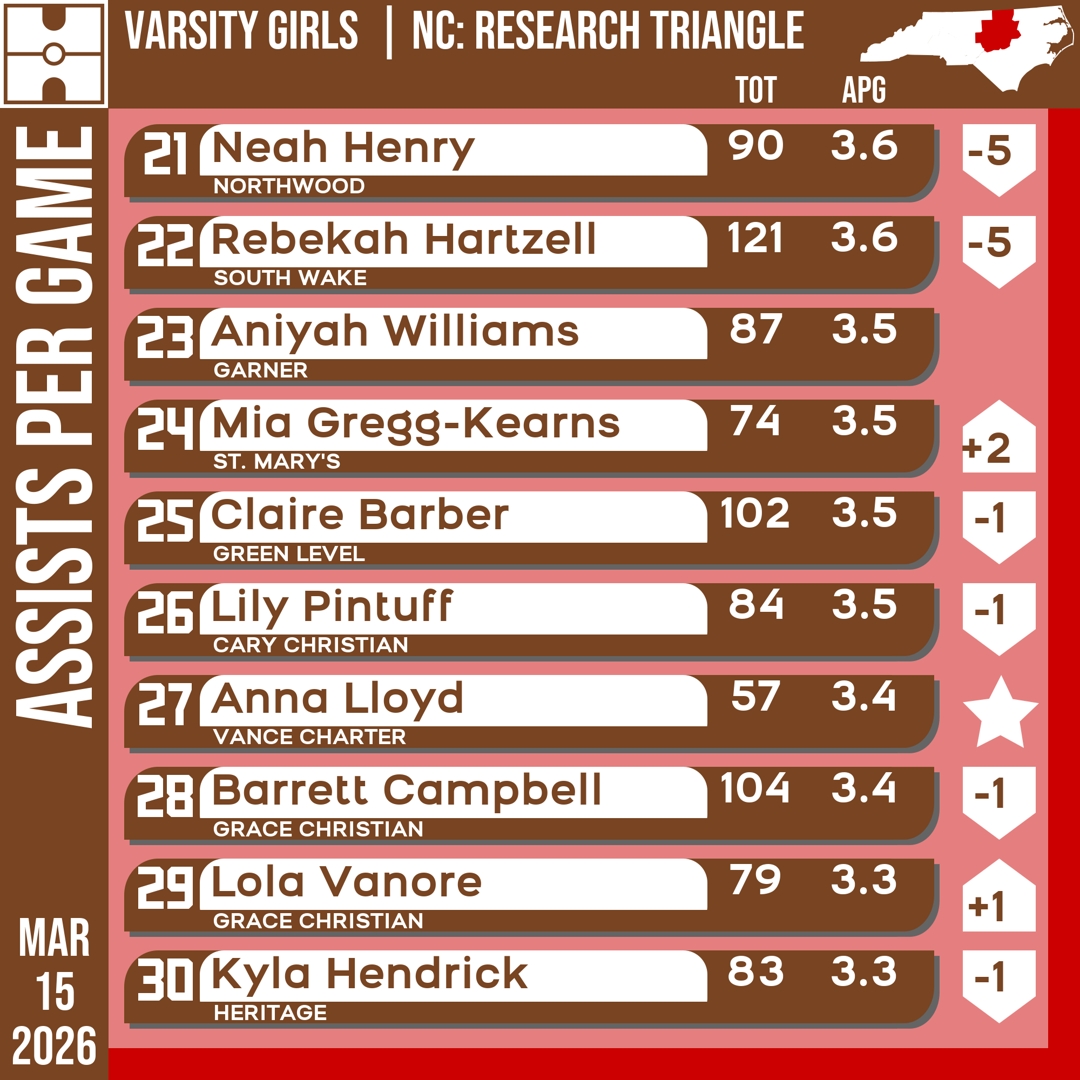 VARSITY GIRLS | NC: RESEARCH TRIANGLE
TOT APG
ASSISTS PER GAME
21 Neah Henry 90 3.6 -5
NORTHWOOD
22 Rebekah Hartzell 121 3.6 -5
SOUTH WAKE
23 Aniyah Williams 87 3.5
GARNER
24 Mia Gregg-Kearns 74 3.5 +2
ST. MARY'S
25 Claire Barber 102 3.5 -1
GREEN LEVEL
26 Lily Pintuff 84 3.5 -1
CARY CHRISTIAN
27 Anna Lloyd 57 3.4
VANCE CHARTER
28 Barrett Campbell 104 3.4 -1
GRACE CHRISTIAN
29 Lola Vanore 79 3.3 +1
GRACE CHRISTIAN
30 Kyla Hendrick 83 3.3 -1
HERITAGE
MAR
15
2026